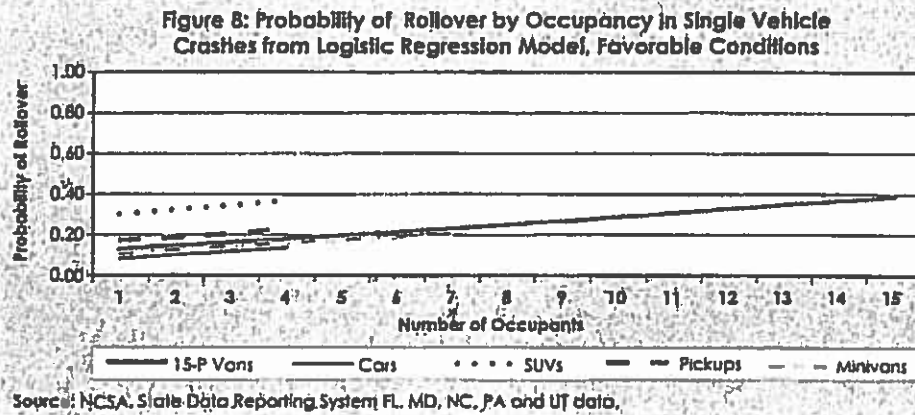 Figure 8: Probability of Rollover by Occupancy in Single Vehicle
Crashes from Logistic Regression Model, Favorable Conditions
Probability of Rollover
1.00
0.80
0.60
0.40
0.20
0.00
1 2 3 4 5 6 7 8 9 10 11 12 13 14 15
Number of Occupants
15-P Vans Cars SUVs Pickups Minivans
Source: NCSA, State Data Reporting System FL, MD, NC, PA and UT data.